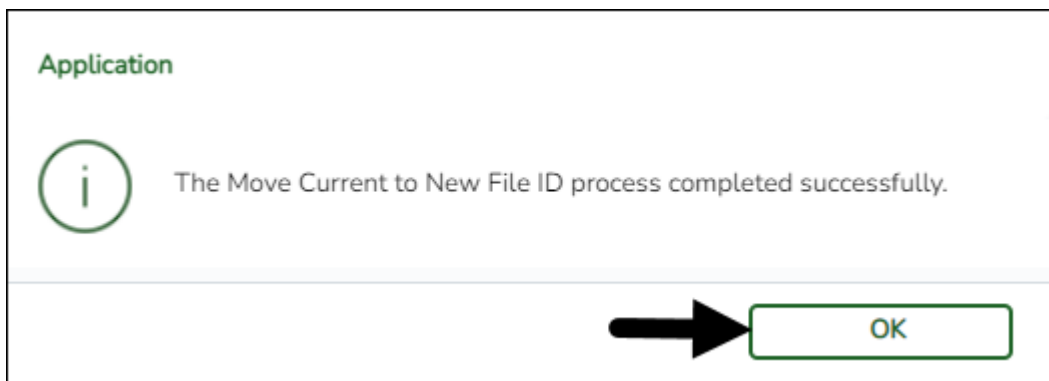 Application
The Move Current to New File ID process completed successfully.
OK